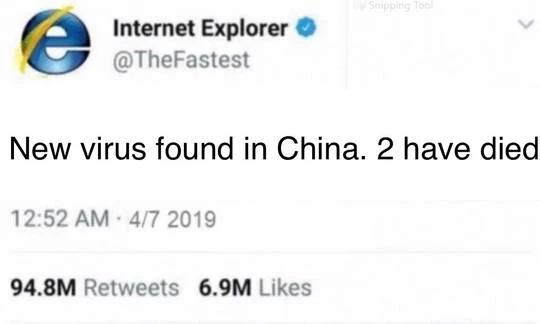 Snipping Tool
Internet Explorer
@TheFastest
New virus found in China. 2 have died
12:52 AM · 4/7 2019
94.8M Retweets 6.9M Likes